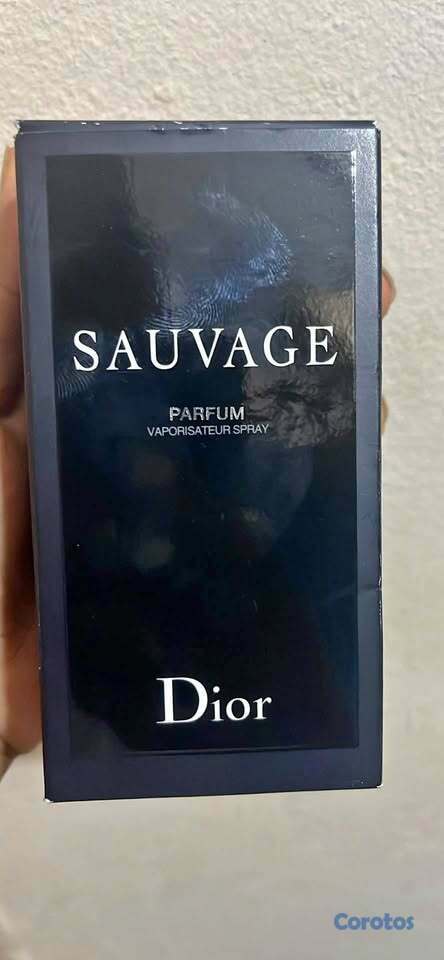 SAUVAGE
PARFUM
VAPORISATEUR SPRAY
Dior
Corotos